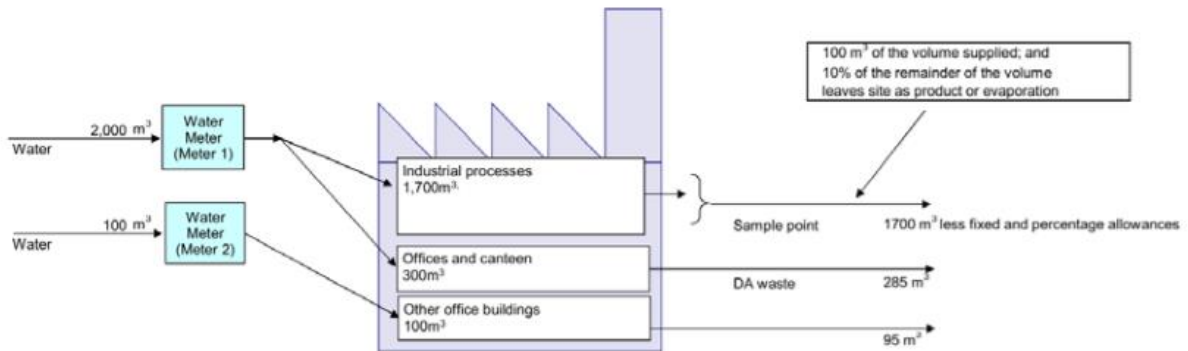 100 m³ of the volume supplied; and
10% of the remainder of the volume
leaves site as product or evaporation
2,000 m³
Water
Water
Meter
(Meter 1)
Industrial processes
1,700m³.
Sample point
1700 m³ less fixed and percentage allowances
100 m³
Water
Water
Meter
(Meter 2)
Offices and canteen
300m³
DA waste
285 m³
Other office buildings
100m³
95 m³